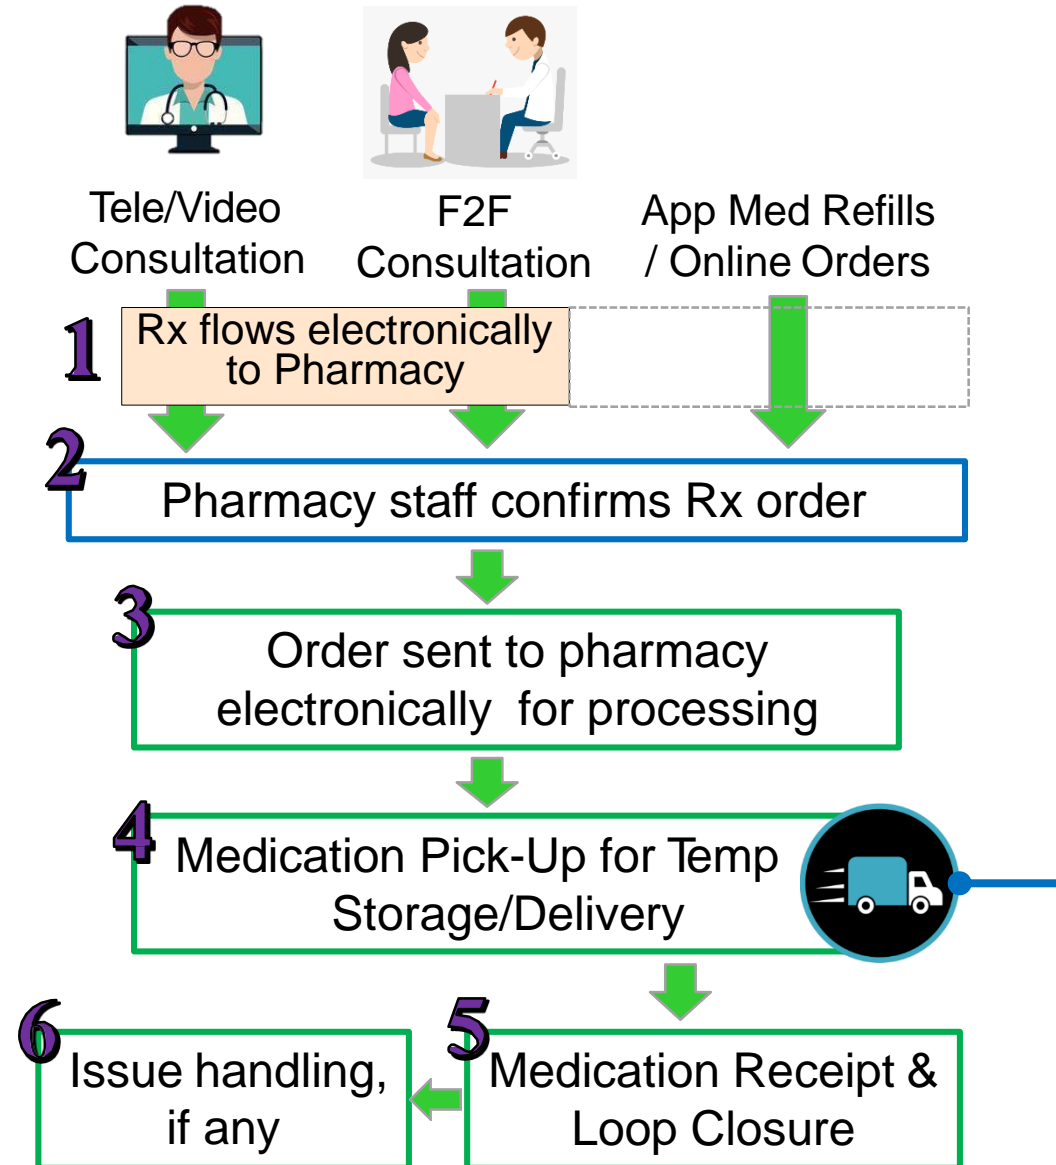 Tele/Video
Consultation
F2F
Consultation
App Med Refills
/ Online Orders
1
Rx flows electronically
to Pharmacy
2
Pharmacy staff confirms Rx order
3
Order sent to pharmacy
electronically  for processing
4
Medication Pick-Up for Temp
Storage/Delivery
6
Issue handling,
if any
5
Medication Receipt &
Loop Closure